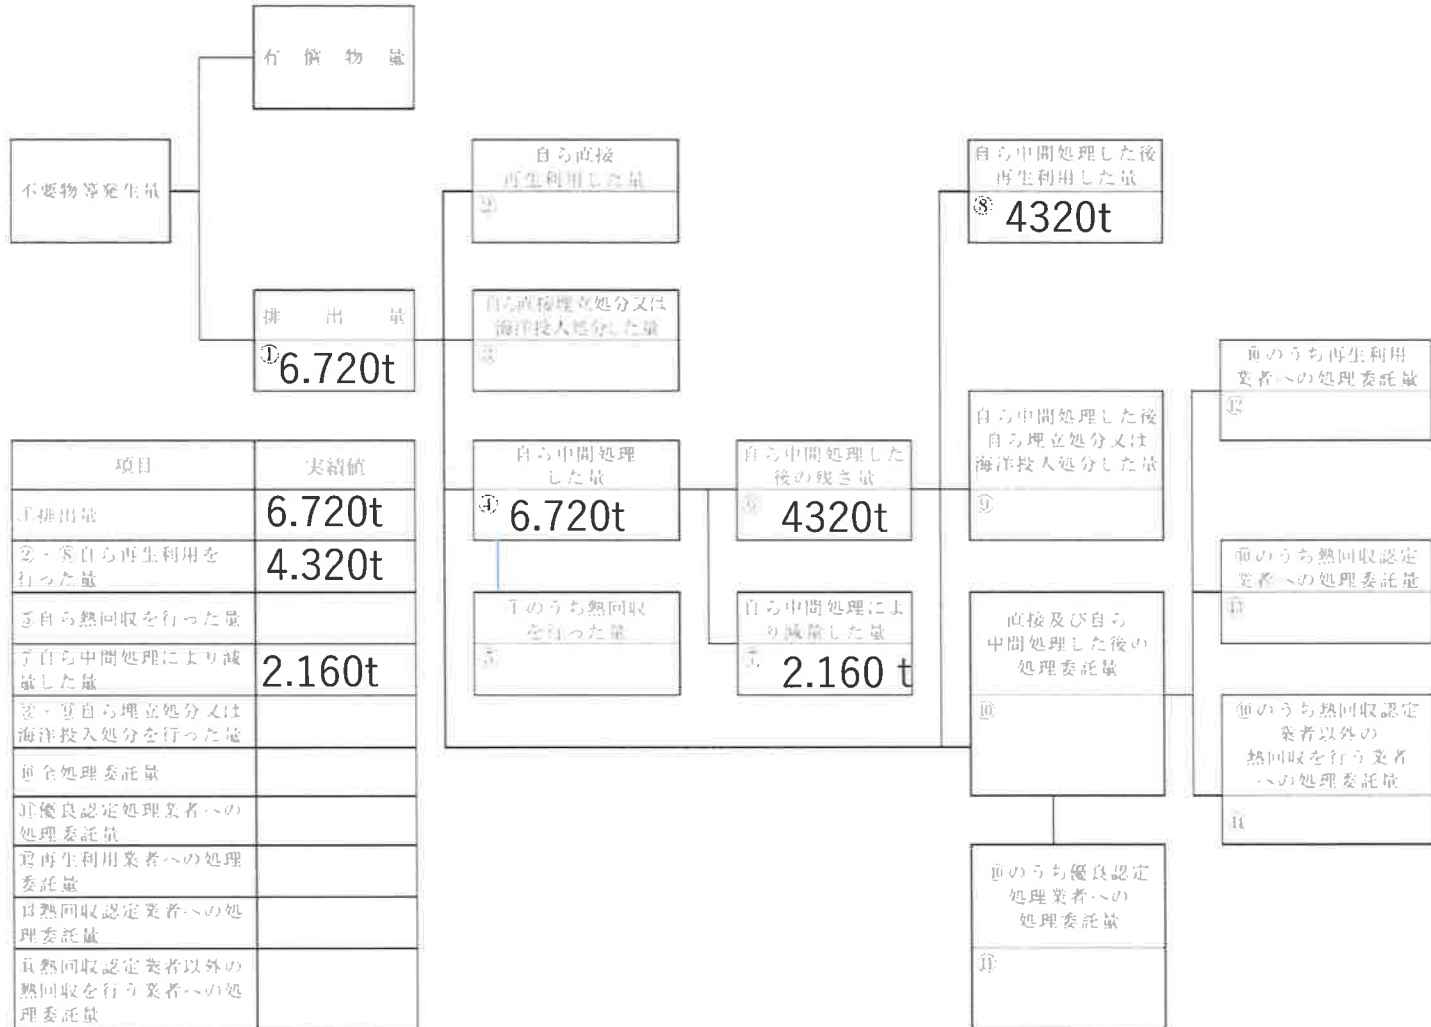 有償物量
不要物等発生量
自ら直接
再生利用した量
②
自ら中間処理した後
再生利用した量
⑧ 4320t
排出量
① 6.720t
自ら直接埋立処分又は
海洋投入処分した量
③
⑩のうち再生利用
業者への処理委託量
⑫
自ら中間処理
した量
④ 6.720t
自ら中間処理した
後の残さ量
⑥ 4320t
自ら中間処理した後
自ら埋立処分又は
海洋投入処分した量
⑨
⑩のうち熱回収認定
業者への処理委託量
⑬
④のうち熱回収
を行った量
⑤
自ら中間処理によ
り減量した量
⑦ 2.160 t
直接及び自ら
中間処理した後の
処理委託量
⑩
⑩のうち熱回収認定
業者以外の
熱回収を行う業者
への処理委託量
⑭
⑩のうち優良認定
処理業者への
処理委託量
⑪
項目 実績値
①排出量 6.720t
②+⑧自ら再生利用を
行った量 4.320t
⑤自ら熱回収を行った量
⑦自ら中間処理により減
量した量 2.160t
③+⑨自ら埋立処分又は
海洋投入処分を行った量
⑩全処理委託量
⑪優良認定処理業者への
処理委託量
⑫再生利用業者への処理
委託量
⑬熱回収認定業者への処
理委託量
⑭熱回収認定業者以外の
熱回収を行う業者への処
理委託量